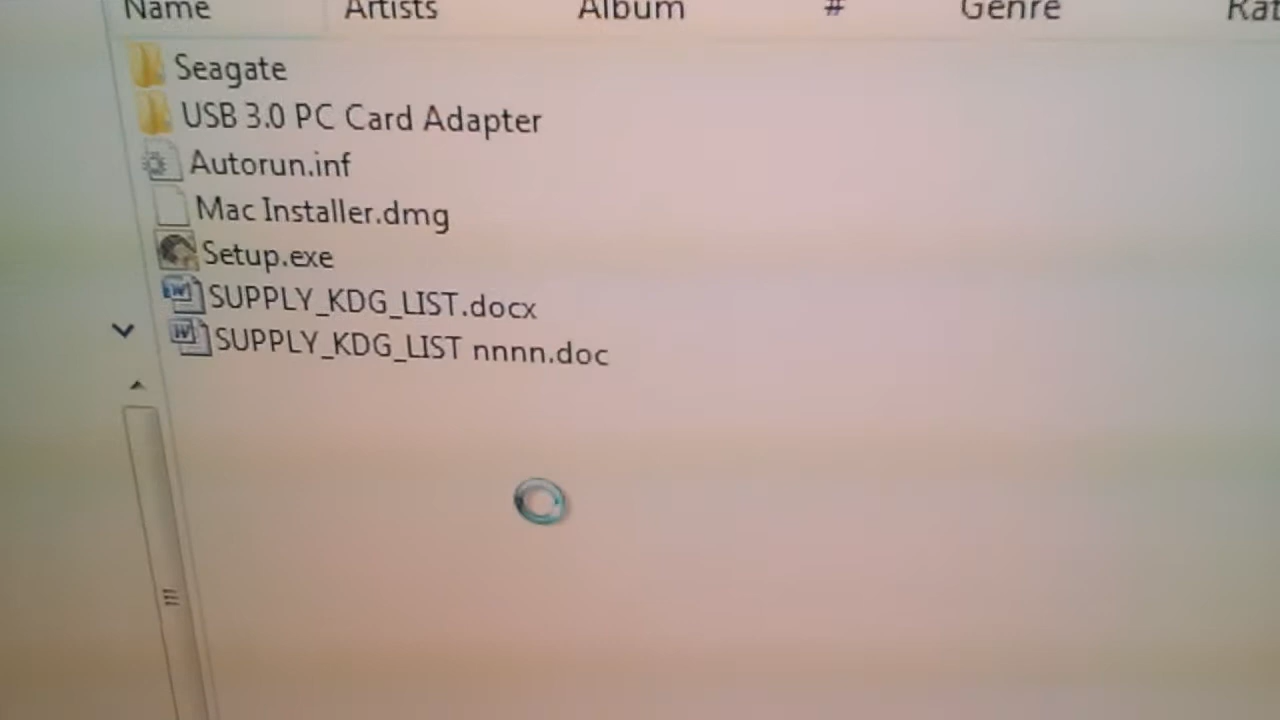 Name Artists Album # Genre Rat
Seagate
USB 3.0 PC Card Adapter
Autorun.inf
Mac Installer.dmg
Setup.exe
SUPPLY_KDG_LIST.docx
SUPPLY_KDG_LIST nnnn.doc